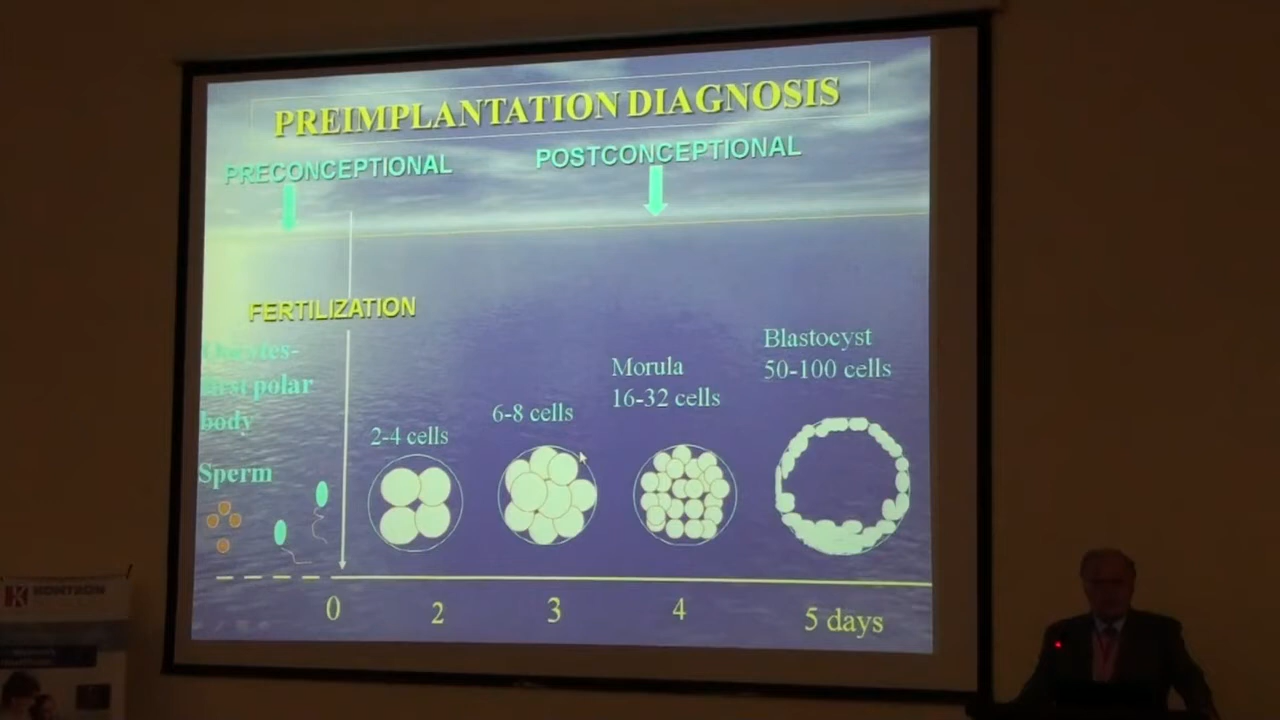 PREIMPLANTATION DIAGNOSIS
PRECONCEPTIONAL
POSTCONCEPTIONAL
FERTILIZATION
Oocytes-
first polar
body
Sperm
2-4 cells
6-8 cells
Morula
16-32 cells
Blastocyst
50-100 cells
0
2
3
4
5 days
KONTRON